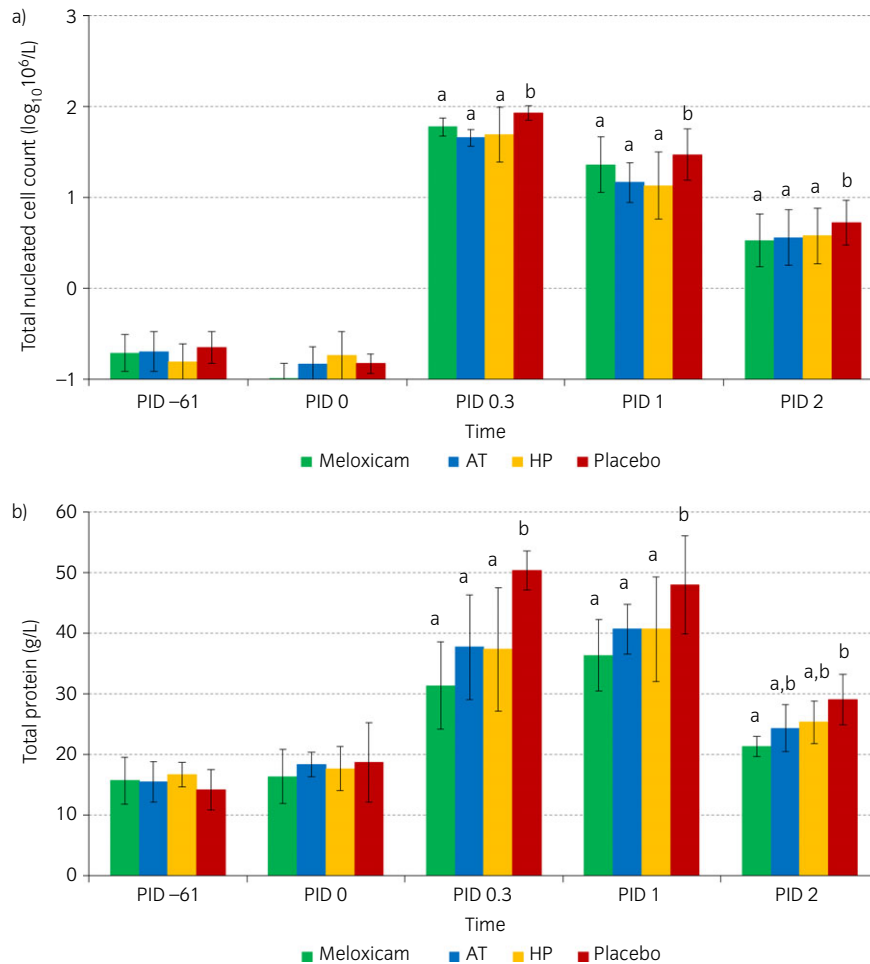 a)
Total nucleated cell count (log₁₀10⁶/L)
3
2
1
0
−1
a a a b
a a a b
a a a b
PID −61 PID 0 PID 0.3 PID 1 PID 2
Time
Meloxicam AT HP Placebo
b)
Total protein (g/L)
60
50
40
30
20
10
0
a a a b
a a a b
a a,b a,b b
PID −61 PID 0 PID 0.3 PID 1 PID 2
Time
Meloxicam AT HP Placebo